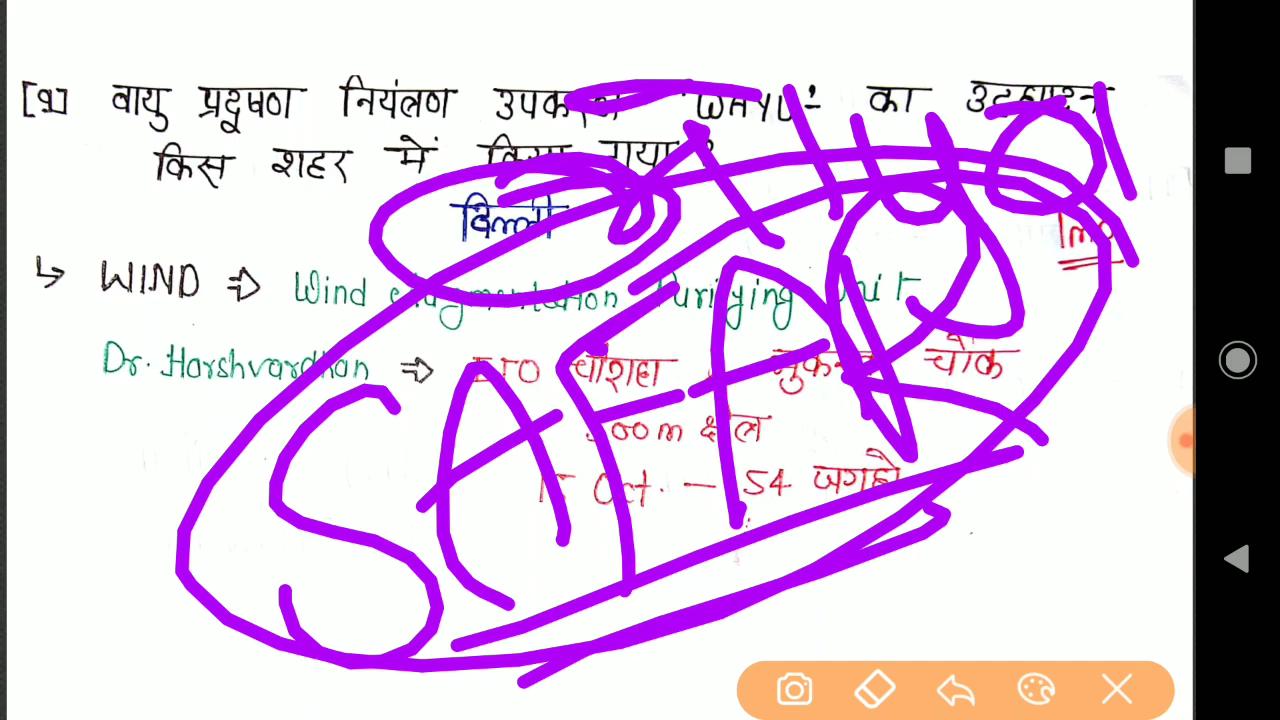 [9] वायु प्रदूषण नियंत्रण उपकरण 'WAYU' का उद्घाटन
किस शहर में किया गया?
दिल्ली
Imp
↳ WIND ⇒ Wind Augmentation Purifying Unit
Dr. Harshvardhan ⇒ ITO चौराहा, मुकरबा चौक
500m क्षेत्र
15 Oct. - 54 जगहों
SAFAR